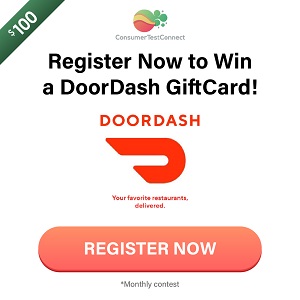 $100
ConsumerTestConnect
Register Now to Win
a DoorDash GiftCard!
DOORDASH
Your favorite restaurants,
delivered.
REGISTER NOW
*Monthly contest